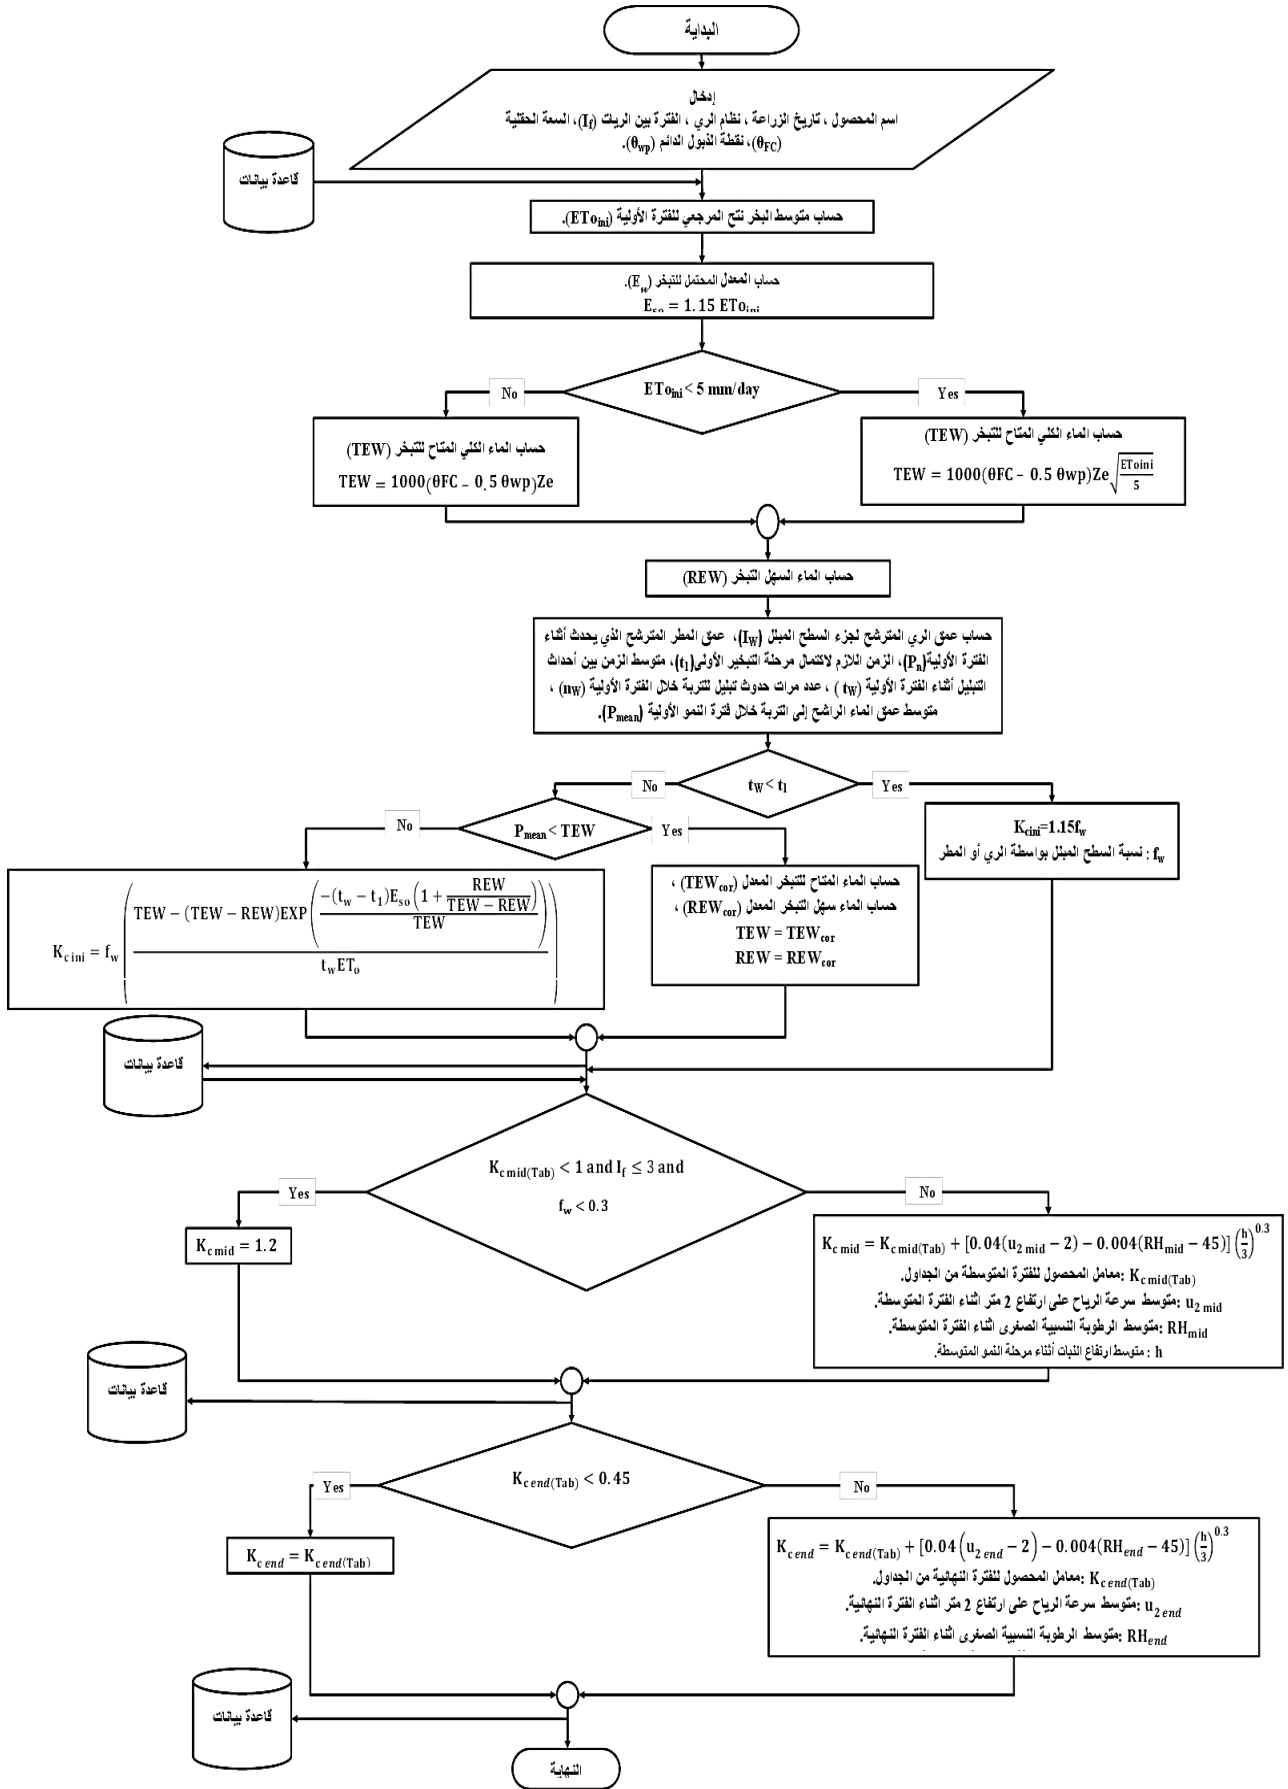 البداية
إدخال
اسم المحصول ، تاريخ الزراعة ، نظام الري ، الفترة بين الريات (I_f)، السعة الحقلية
(θ_FC)، نقطة الذبول الدائم (θ_wp).
قاعدة بيانات
حساب متوسط البخر نتح المرجعي للفترة الأولية (ETo_ini).
حساب المعدل المحتمل للتبخر (E_so).
E_so = 1.15 ETo_ini
ETo_ini < 5 mm/day
No
Yes
حساب الماء الكلي المتاح للتبخر (TEW)
TEW = 1000(θFC – 0.5 θwp)Ze
حساب الماء الكلي المتاح للتبخر (TEW)
TEW = 1000(θFC – 0.5 θwp)Ze√(EToini/5)
حساب الماء السهل التبخر (REW)
حساب عمق الري المترشح لجزء السطح المبلل (I_W)، عمق المطر المترشح الذي يحدث أثناء
الفترة الأولية(P_n)، الزمن اللازم لاكتمال مرحلة التبخير الأولى(t_1)، متوسط الزمن بين أحداث
التبليل أثناء الفترة الأولية (t_W ) ، عدد مرات حدوث تبليل للتربة خلال الفترة الأولية (n_W) ،
متوسط عمق الماء الراشح إلى التربة خلال فترة النمو الأولية (P_mean).
t_W < t_1
No
Yes
P_mean < TEW
No
Yes
K_cini=1.15f_w
f_w : نسبة السطح المبلل بواسطة الري أو المطر
حساب الماء المتاح للتبخر المعدل (TEW_cor) ،
حساب الماء سهل التبخر المعدل (REW_cor) ،
TEW = TEW_cor
REW = REW_cor
K_c ini = f_w ( (TEW − (TEW − REW)EXP( (−(t_w − t_1)E_so(1 + REW/(TEW − REW)))/TEW )) / (t_w ET_o) )
قاعدة بيانات
K_c mid(Tab) < 1 and I_f ≤ 3 and
f_w < 0.3
Yes
No
K_c mid = 1.2
K_c mid = K_c mid(Tab) + [0.04(u_2 mid − 2) − 0.004(RH_mid − 45)] (h/3)^0.3
K_c mid(Tab) :معامل المحصول للفترة المتوسطة من الجداول.
u_2 mid :متوسط سرعة الرياح على ارتفاع 2 متر اثناء الفترة المتوسطة.
RH_mid :متوسط الرطوبة النسبية الصغرى اثناء الفترة المتوسطة.
h : متوسط ارتفاع النبات أثناء مرحلة النمو المتوسطة.
قاعدة بيانات
K_c end(Tab) < 0.45
Yes
No
K_c end = K_c end(Tab)
K_c end = K_c end(Tab) + [0.04(u_2 end − 2) − 0.004(RH_end − 45)] (h/3)^0.3
K_c end(Tab) :معامل المحصول للفترة النهائية من الجداول.
u_2 end :متوسط سرعة الرياح على ارتفاع 2 متر اثناء الفترة النهائية.
RH_end :متوسط الرطوبة النسبية الصغرى اثناء الفترة النهائية.
قاعدة بيانات
النهاية